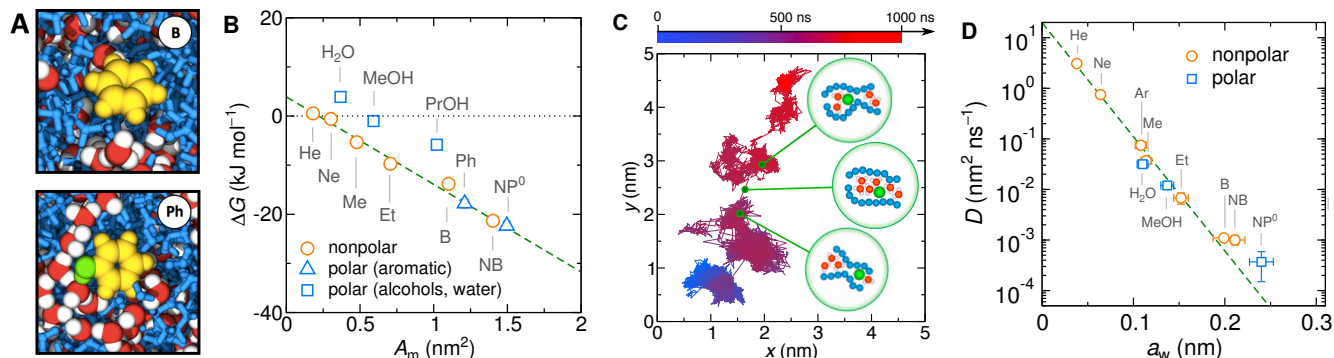 A
B
Ph
B
20
0
-20
-40
ΔG (kJ mol⁻¹)
H₂O
MeOH
PrOH
Ph
NP⁰
He
Ne
Me
Et
B
NB
nonpolar
polar (aromatic)
polar (alcohols, water)
0 0.5 1 1.5 2
Aₘ (nm²)
C
0 500 ns 1000 ns
5
4
3
2
1
0
y (nm)
0 1 2 3 4 5
x (nm)
D
10¹
10⁰
10⁻¹
10⁻²
10⁻³
10⁻⁴
D (nm² ns⁻¹)
He
Ne
nonpolar
polar
Ar
Me
Et
H₂O
MeOH
B
NB
NP⁰
0 0.1 0.2 0.3
a_w (nm)